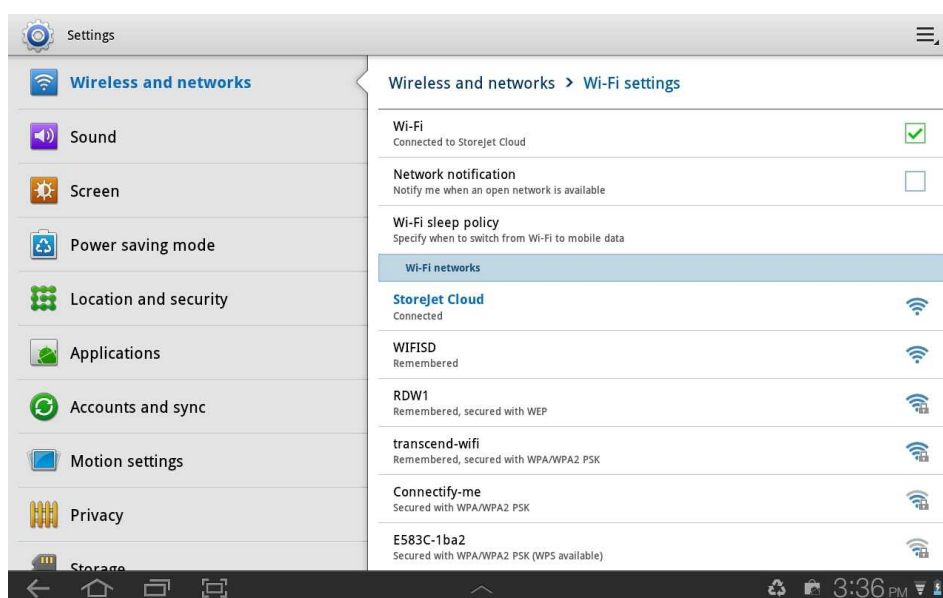 Settings
Wireless and networks
Sound
Screen
Power saving mode
Location and security
Applications
Accounts and sync
Motion settings
Privacy
Storage
Wireless and networks > Wi-Fi settings
Wi-Fi
Connected to StoreJet Cloud
Network notification
Notify me when an open network is available
Wi-Fi sleep policy
Specify when to switch from Wi-Fi to mobile data
Wi-Fi networks
StoreJet Cloud
Connected
WIFISD
Remembered
RDW1
Remembered, secured with WEP
transcend-wifi
Remembered, secured with WPA/WPA2 PSK
Connectify-me
Secured with WPA/WPA2 PSK
E583C-1ba2
Secured with WPA/WPA2 PSK (WPS available)
3:36 PM